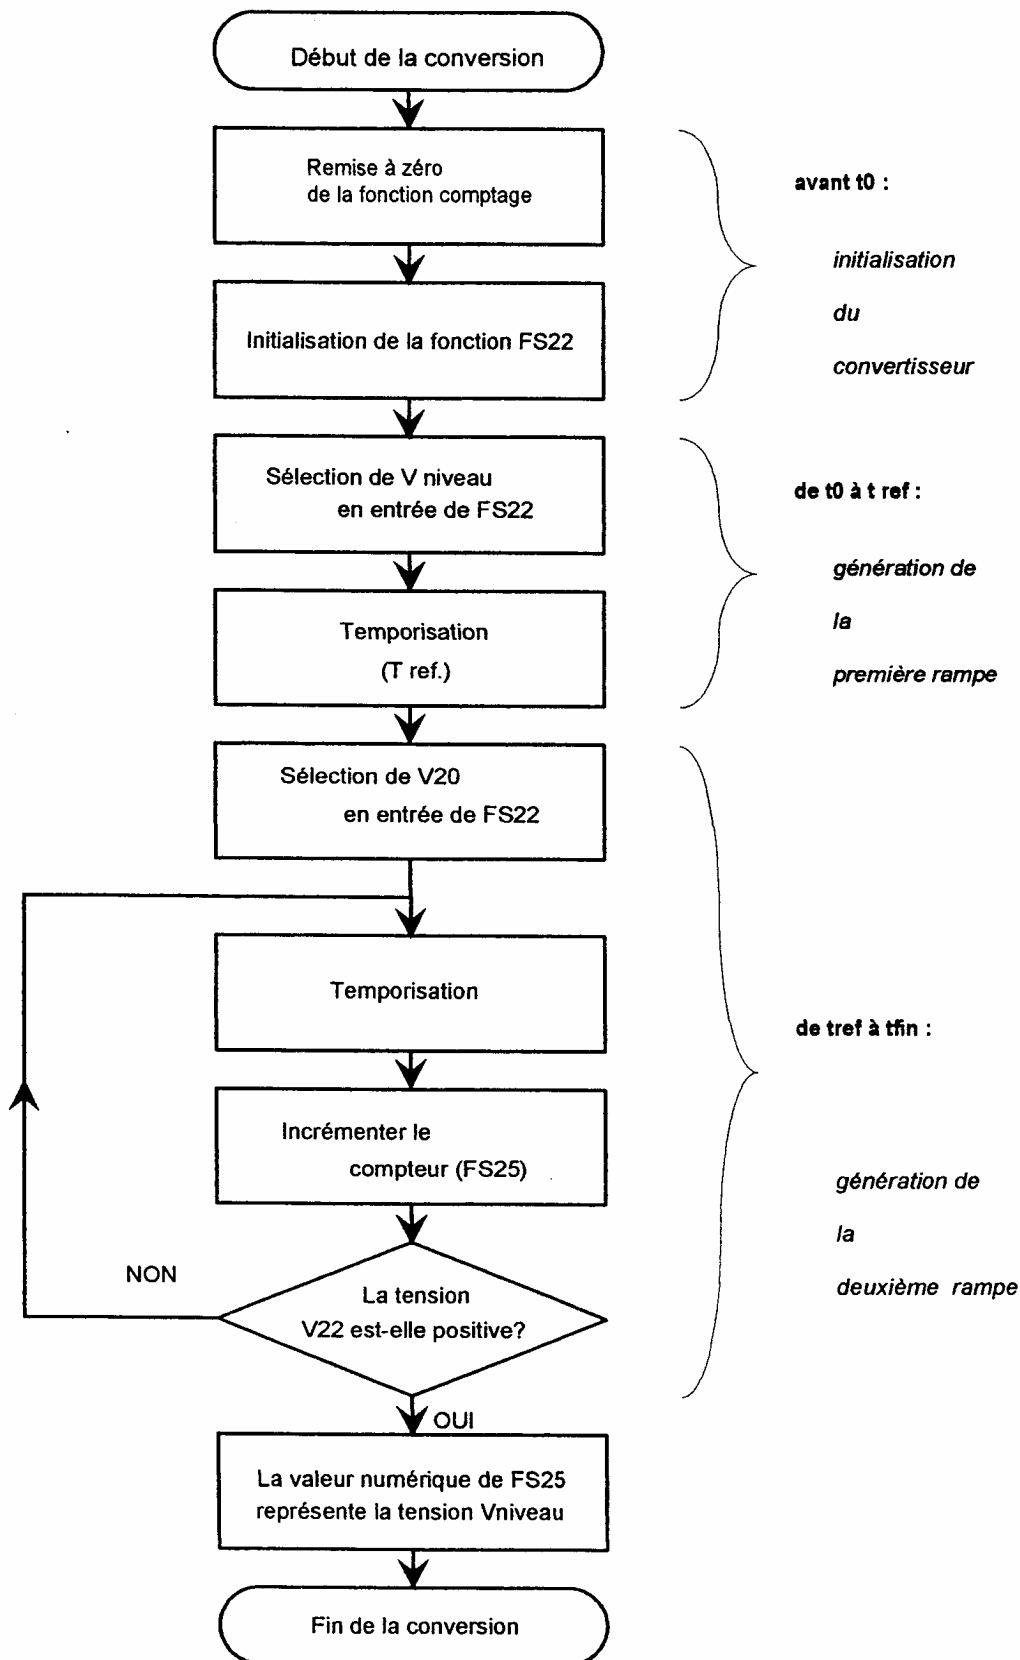 Début de la conversion
Remise à zéro
de la fonction comptage
avant t0 :
initialisation
du
convertisseur
Initialisation de la fonction FS22
Sélection de V niveau
en entrée de FS22
de t0 à t ref :
génération de
la
première rampe
Temporisation
(T ref.)
Sélection de V20
en entrée de FS22
Temporisation
de tref à tfin :
Incrémenter le
compteur (FS25)
génération de
la
deuxième rampe
NON
La tension
V22 est-elle positive?
OUI
La valeur numérique de FS25
représente la tension Vniveau
Fin de la conversion